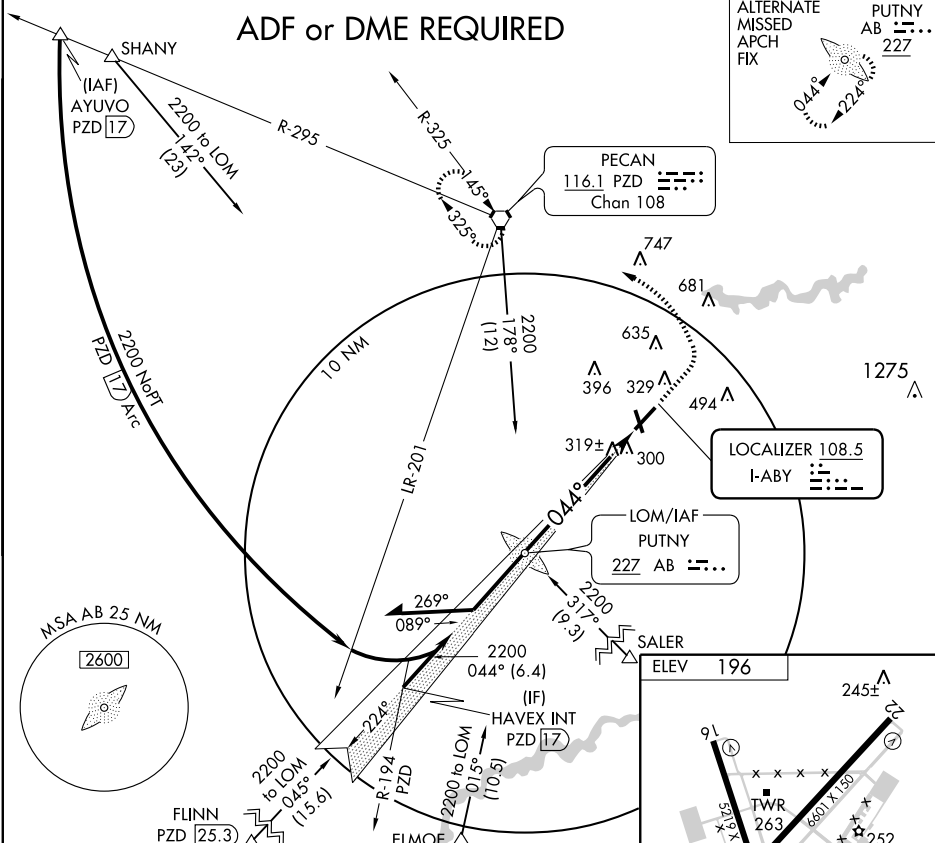 ADF or DME REQUIRED
ALTERNATE
MISSED
APCH
FIX
PUTNY
AB
227
044°
224°
SHANY
(IAF)
AYUVO
PZD 17
2200 to LOM
142°
(23)
R-295
R-325
145°
325°
PECAN
116.1 PZD
Chan 108
2200
178°
(12)
747
681
635
396
329
494
1275
319±
300
10 NM
2200 NoPT
PZD 17 Arc
LR-201
LOCALIZER 108.5
I-ABY
044°
LOM/IAF
PUTNY
227 AB
269°
089°
2200
317°
(9.3)
SALER
MSA AB 25 NM
2600
2200
044° (6.4)
(IF)
HAVEX INT
PZD 17
224°
R-194
PZD
2200
to LOM
045°
(15.6)
2200 to LOM
015°
(10.5)
FLINN
PZD 25.3
ELEV 196
245±
22
16
TWR
263
6601 X 150
5219 X
252